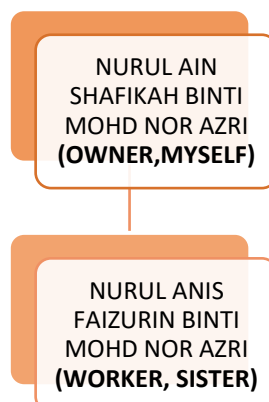 NURUL AIN
SHAFIKAH BINTI
MOHD NOR AZRI
(OWNER,MYSELF)
NURUL ANIS
FAIZURIN BINTI
MOHD NOR AZRI
(WORKER, SISTER)